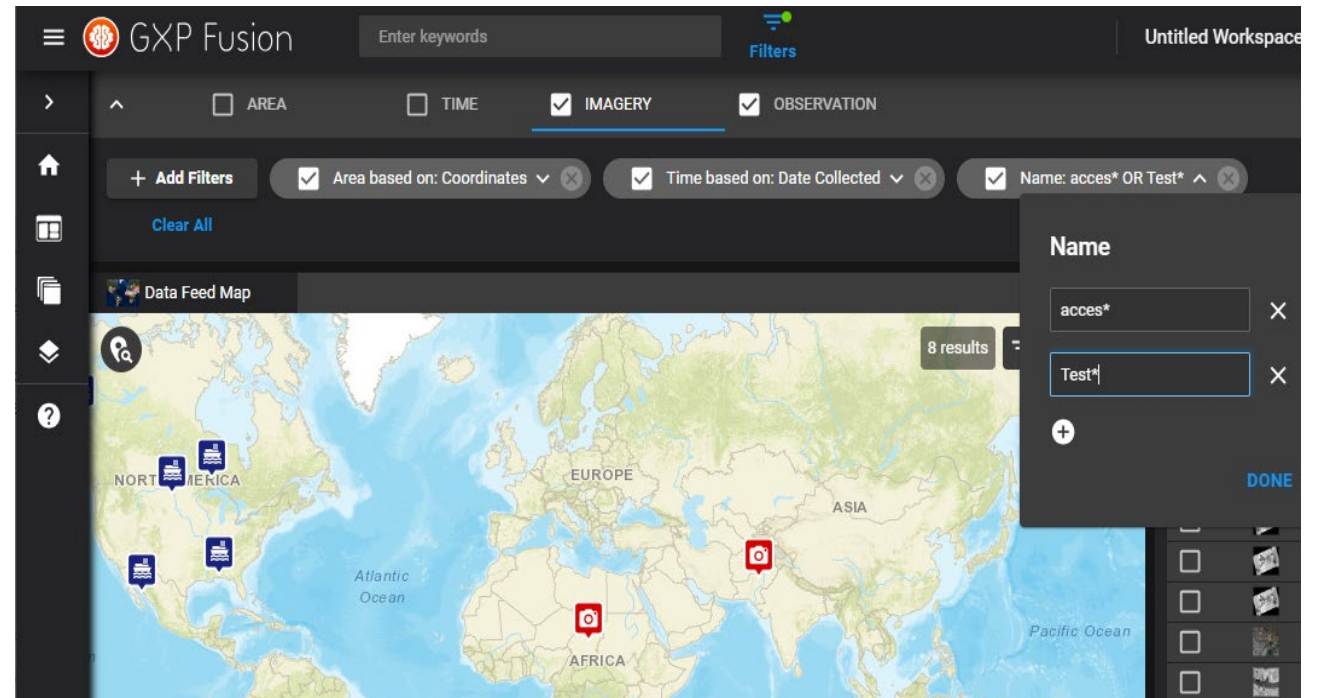 GXP Fusion
Enter keywords
Filters
Untitled Workspace
AREA
TIME
IMAGERY
OBSERVATION
+ Add Filters
Area based on: Coordinates
Time based on: Date Collected
Name: acces* OR Test*
Clear All
Name
acces*
Test*
DONE
Data Feed Map
8 results
NORTH AMERICA
EUROPE
ASIA
Atlantic
Ocean
AFRICA
Pacific Ocean